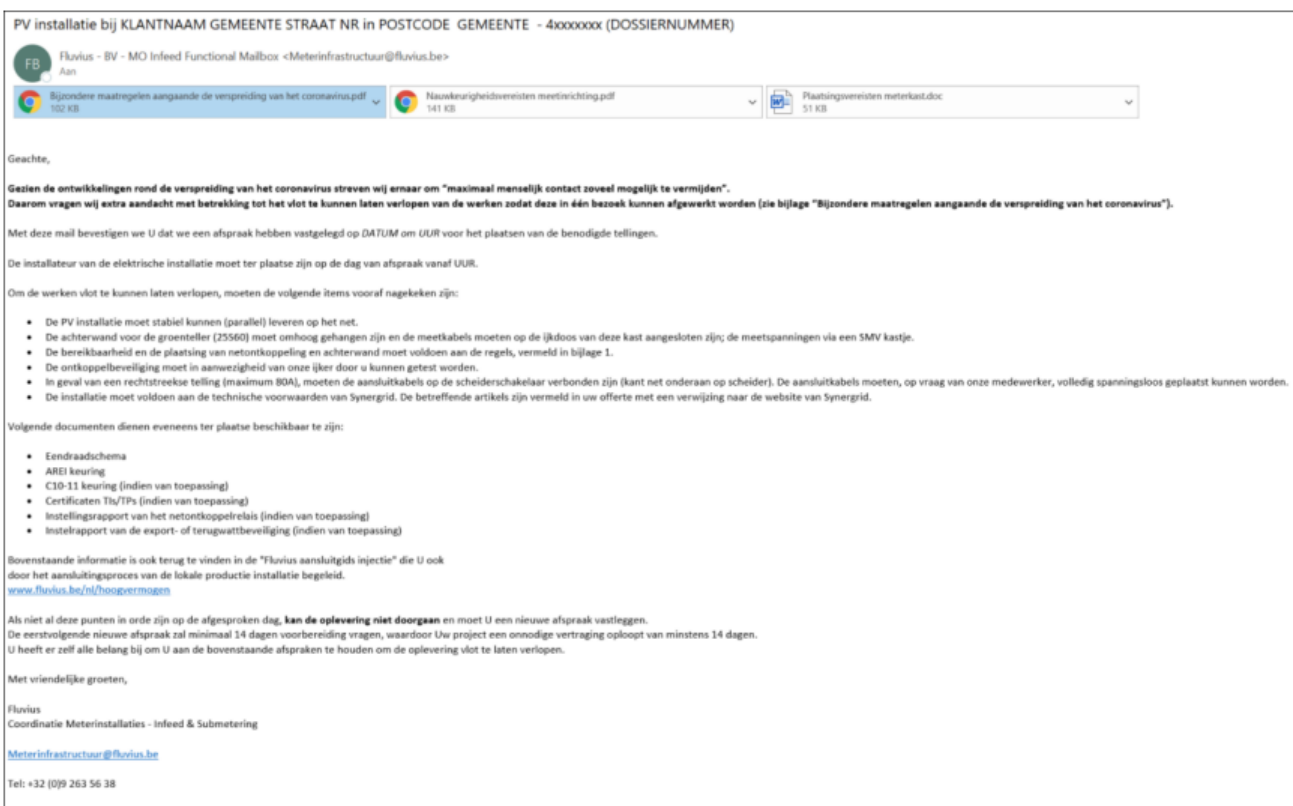 PV installatie bij KLANTNAAM GEMEENTE STRAAT NR in POSTCODE GEMEENTE - 4xxxxxxx (DOSSIERNUMMER)
FB
Fluvius - BV - MO Infeed Functional Mailbox <Meterinfrastructuur@fluvius.be>
Aan
Bijzondere maatregelen aangaande de verspreiding van het coronavirus.pdf
102 KB
Nauwkeurigheidsvereisten meetinrichting.pdf
141 KB
Plaatsingsvereisten meterkast.doc
51 KB
Geachte,
Gezien de ontwikkelingen rond de verspreiding van het coronavirus streven wij ernaar om "maximaal menselijk contact zoveel mogelijk te vermijden".
Daarom vragen wij extra aandacht met betrekking tot het vlot te kunnen laten verlopen van de werken zodat deze in één bezoek kunnen afgewerkt worden (zie bijlage "Bijzondere maatregelen aangaande de verspreiding van het coronavirus").
Met deze mail bevestigen we U dat we een afspraak hebben vastgelegd op DATUM om UUR voor het plaatsen van de benodigde tellingen.
De installateur van de elektrische installatie moet ter plaatse zijn op de dag van afspraak vanaf UUR.
Om de werken vlot te kunnen laten verlopen, moeten de volgende items vooraf nagekeken zijn:
• De PV installatie moet stabiel kunnen (parallel) leveren op het net.
• De achterwand voor de groenteller (25S60) moet omhoog gehangen zijn en de meetkabels moeten op de ijkdoos van deze kast aangesloten zijn; de meetspanningen via een SMV kastje.
• De bereikbaarheid en de plaatsing van netontkoppeling en achterwand moet voldoen aan de regels, vermeld in bijlage 1.
• De ontkoppelbeveiliging moet in aanwezigheid van onze ijker door u kunnen getest worden.
• In geval van een rechtstreekse telling (maximum 80A), moeten de aansluitkabels op de scheiderschakelaar verbonden zijn (kant net onderaan op scheider). De aansluitkabels moeten, op vraag van onze medewerker, volledig spanningsloos geplaatst kunnen worden.
• De installatie moet voldoen aan de technische voorwaarden van Synergrid. De betreffende artikels zijn vermeld in uw offerte met een verwijzing naar de website van Synergrid.
Volgende documenten dienen eveneens ter plaatse beschikbaar te zijn:
• Eendraadschema
• AREI keuring
• C10-11 keuring (indien van toepassing)
• Certificaten TIs/TPs (indien van toepassing)
• Instellingsrapport van het netontkoppelrelais (indien van toepassing)
• Instelrapport van de export- of terugwattbeveiliging (indien van toepassing)
Bovenstaande informatie is ook terug te vinden in de "Fluvius aansluitgids injectie" die U ook
door het aansluitingsproces van de lokale productie installatie begeleid.
www.fluvius.be/nl/hoogvermogen
Als niet al deze punten in orde zijn op de afgesproken dag, kan de oplevering niet doorgaan en moet U een nieuwe afspraak vastleggen.
De eerstvolgende nieuwe afspraak zal minimaal 14 dagen voorbereiding vragen, waardoor Uw project een onnodige vertraging oploopt van minstens 14 dagen.
U heeft er zelf alle belang bij om U aan de bovenstaande afspraken te houden om de oplevering vlot te laten verlopen.
Met vriendelijke groeten,
Fluvius
Coordinatie Meterinstallaties - Infeed & Submetering
Meterinfrastructuur@fluvius.be
Tel: +32 (0)9 263 56 38